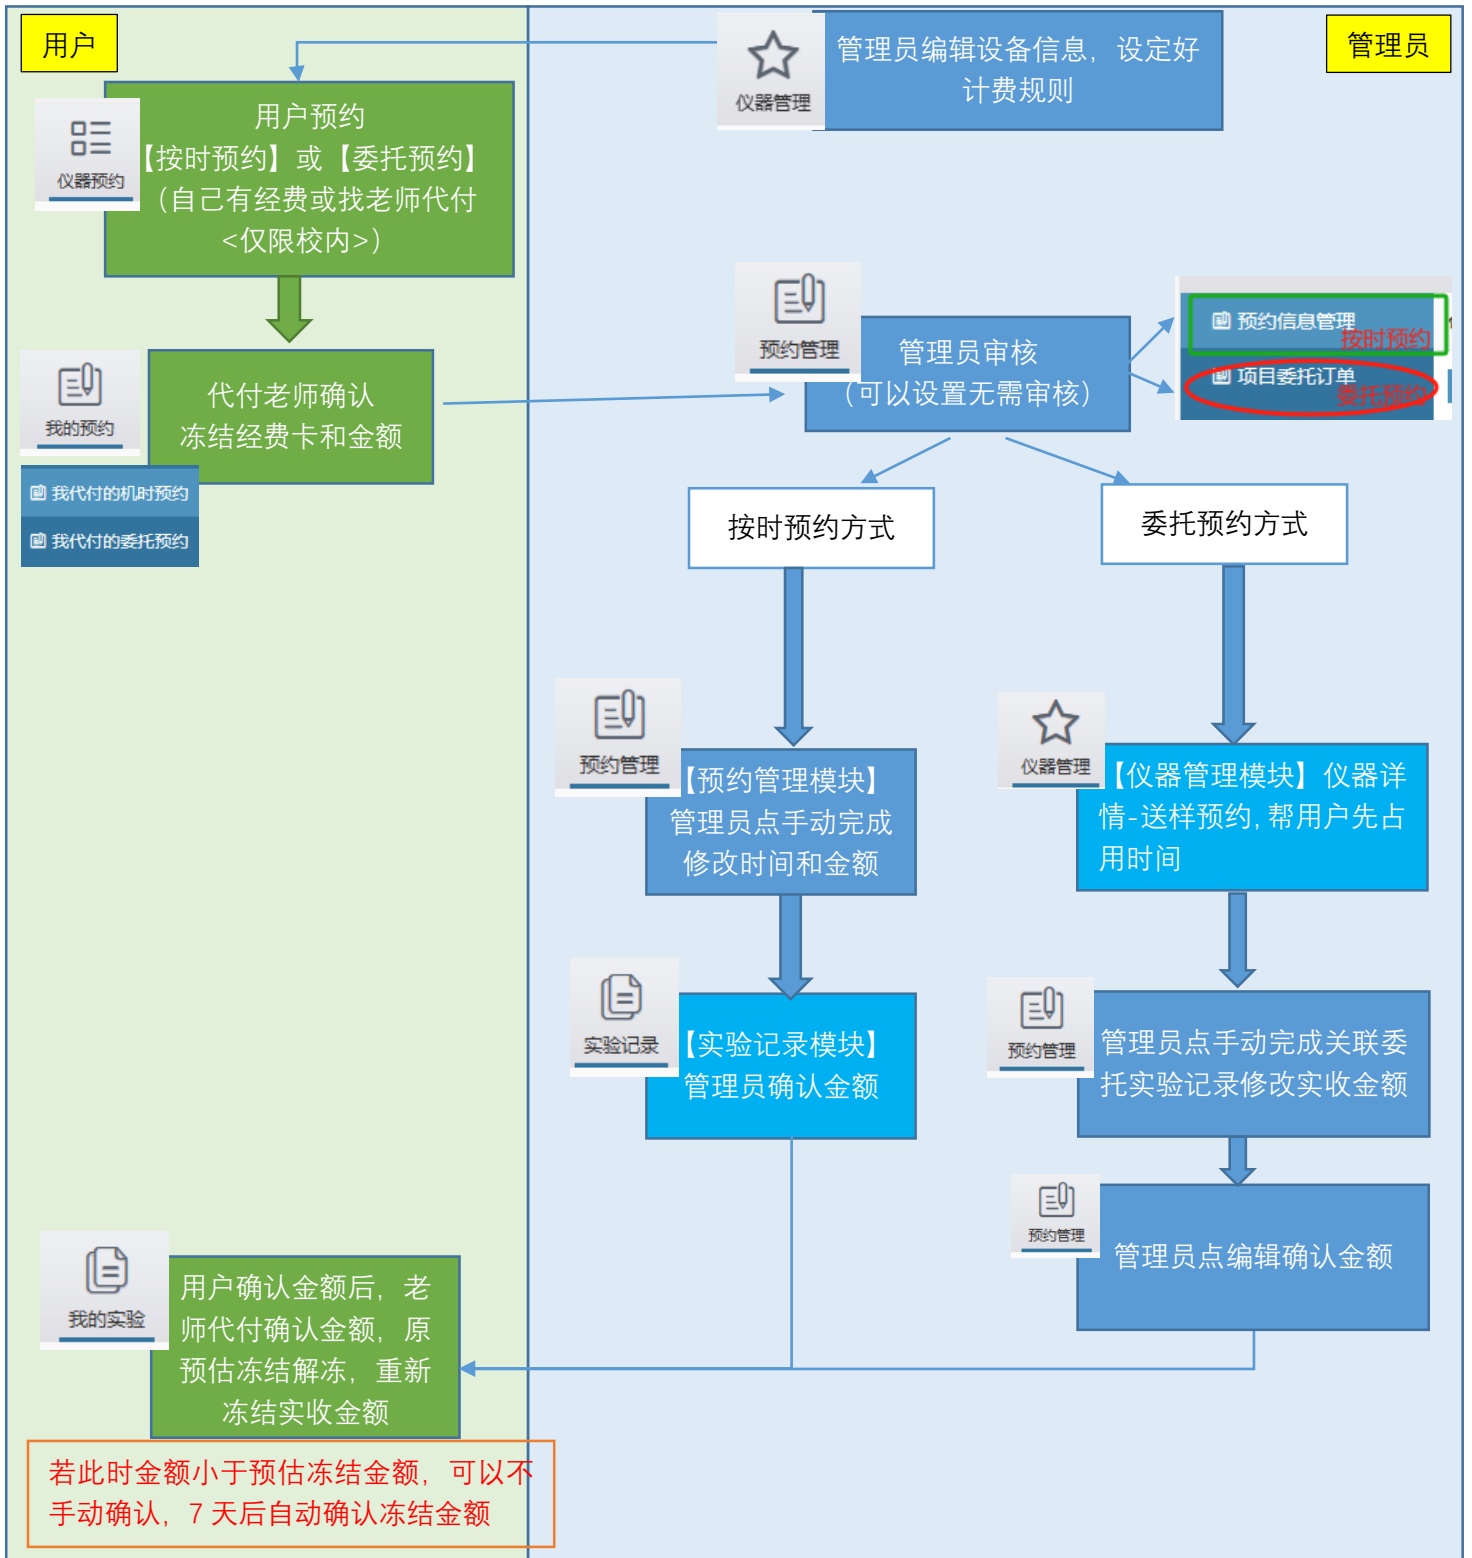 用户
管理员
仪器管理
管理员编辑设备信息，设定好
计费规则
仪器预约
用户预约
【按时预约】或【委托预约】
（自己有经费或找老师代付
<仅限校内>）
我的预约
代付老师确认
冻结经费卡和金额
我代付的机时预约
我代付的委托预约
预约管理
管理员审核
（可以设置无需审核）
预约信息管理
按时预约
项目委托订单
委托预约
按时预约方式
委托预约方式
预约管理
【预约管理模块】
管理员点手动完成
修改时间和金额
仪器管理
【仪器管理模块】仪器详
情-送样预约,帮用户先占
用时间
实验记录
【实验记录模块】
管理员确认金额
预约管理
管理员点手动完成关联委
托实验记录修改实收金额
预约管理
管理员点编辑确认金额
我的实验
用户确认金额后，老
师代付确认金额，原
预估冻结解冻，重新
冻结实收金额
若此时金额小于预估冻结金额，可以不
手动确认，7天后自动确认冻结金额